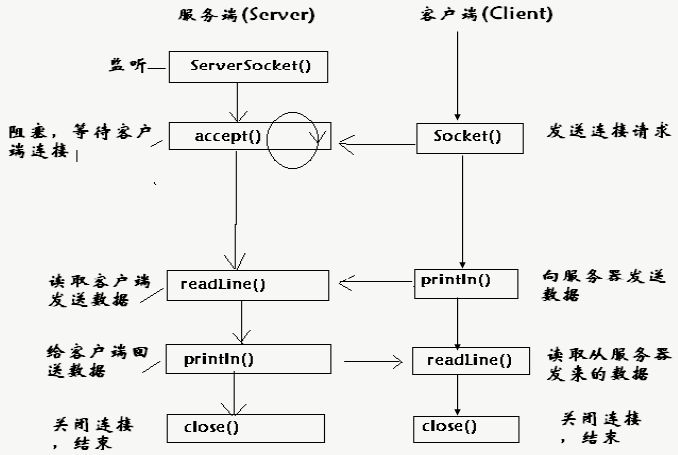 服务端(Server)
客户端(Client)
监听
ServerSocket()
阻塞，等待客户
端连接
accept()
Socket()
发送连接请求
读取客户端
发送数据
readLine()
println()
向服务器发送
数据
给客户端回
送数据
println()
readLine()
读取从服务器
发来的数据
关闭连接
，结束
close()
close()
关闭连接
，结束